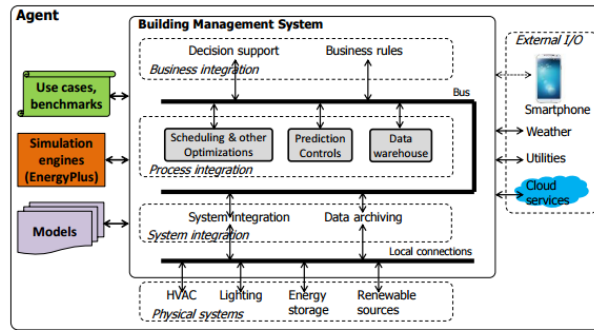 Agent
Building Management System
External I/O
Decision support
Business rules
Business integration
Use cases,
benchmarks
Bus
Smartphone
Scheduling & other
Optimizations
Prediction
Controls
Data
warehouse
Process integration
Simulation
engines
(EnergyPlus)
Weather
Utilities
Cloud
services
System integration
Data archiving
System integration
Models
Local connections
HVAC
Lighting
Energy
storage
Renewable
sources
Physical systems